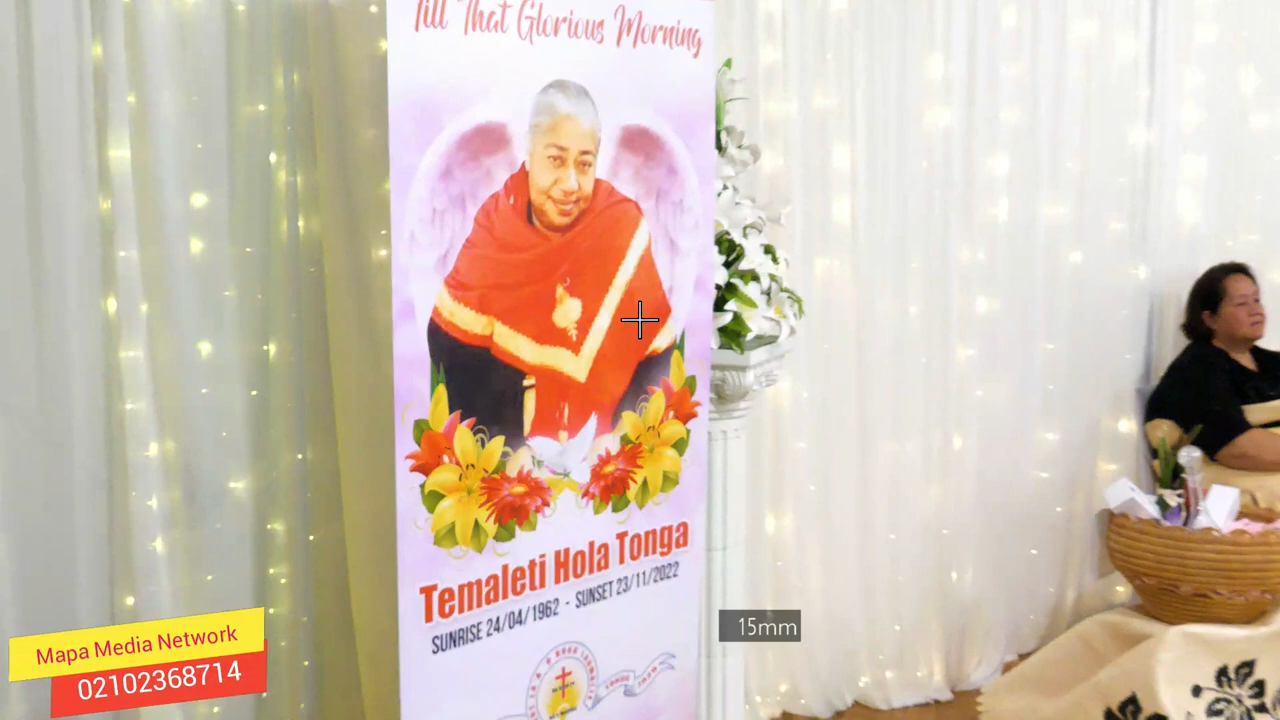 Till That Glorious Morning
Temaleti Hola Tonga
SUNRISE 24/04/1962 - SUNSET 23/11/2022
15mm
Mapa Media Network
02102368714